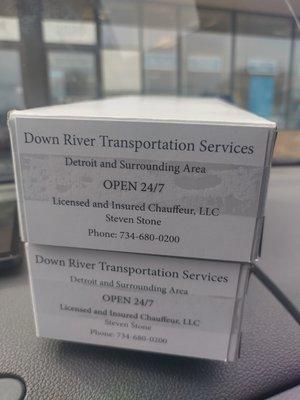 Down River Transportation Services
Detroit and Surrounding Area
OPEN 24/7
Licensed and Insured Chauffeur, LLC
Steven Stone
Phone: 734-680-0200
Down River Transportation Services
Detroit and Surrounding Area
OPEN 24/7
Licensed and Insured Chauffeur, LLC
Steven Stone
Phone: 734-680-0200